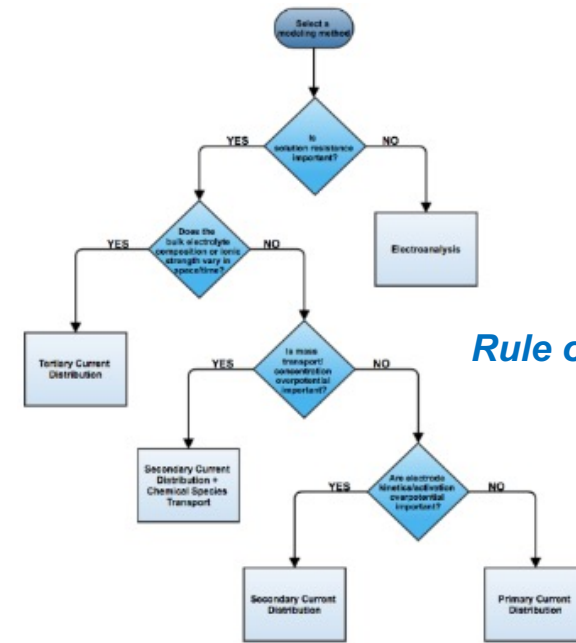 Select a
modeling method
Is
solution resistance
important?
YES
NO
Does the
bulk electrolyte
composition or ionic
strength vary in
space/time?
Electroanalysis
YES
NO
Tertiary Current
Distribution
Is mass
transport/
concentration
overpotential
important?
Rule o
YES
NO
Secondary Current
Distribution +
Chemical Species
Transport
Are electrode
kinetics/activation
overpotential
important?
YES
NO
Secondary Current
Distribution
Primary Current
Distribution